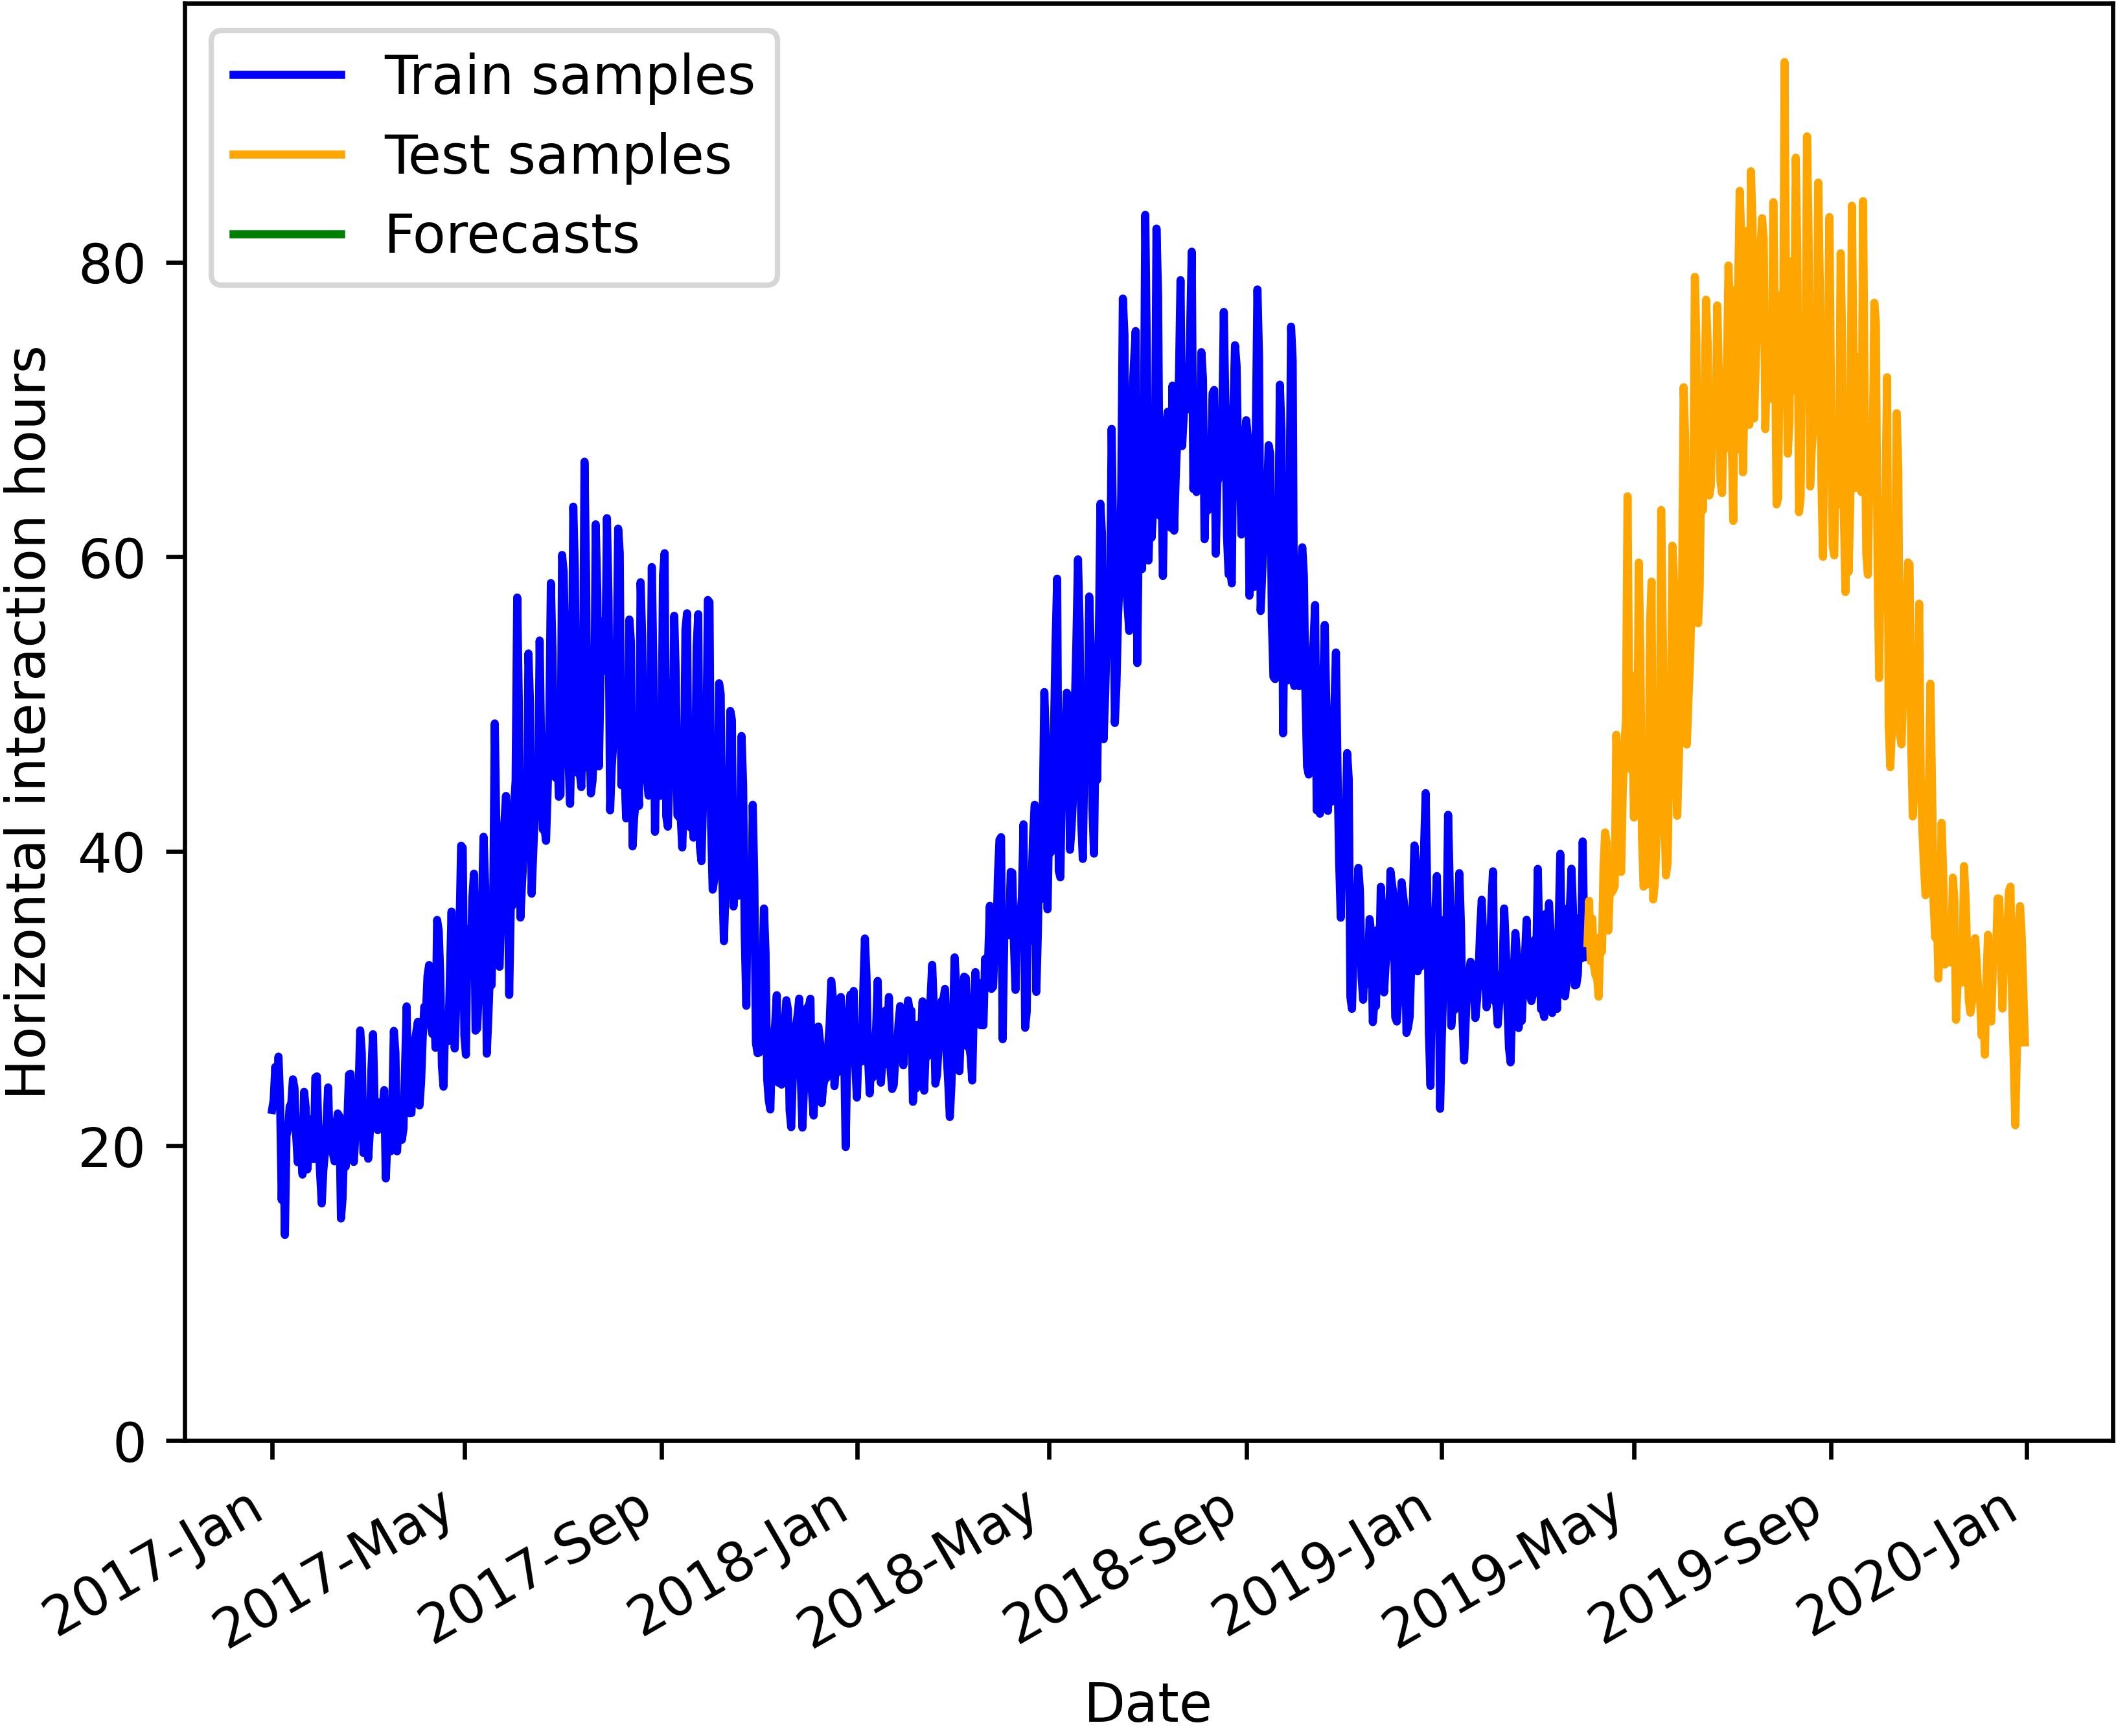 Train samples
Test samples
Forecasts
Horizontal interaction hours
80
60
40
20
0
2017-Jan
2017-May
2017-Sep
2018-Jan
2018-May
2018-Sep
2019-Jan
2019-May
2019-Sep
2020-Jan
Date